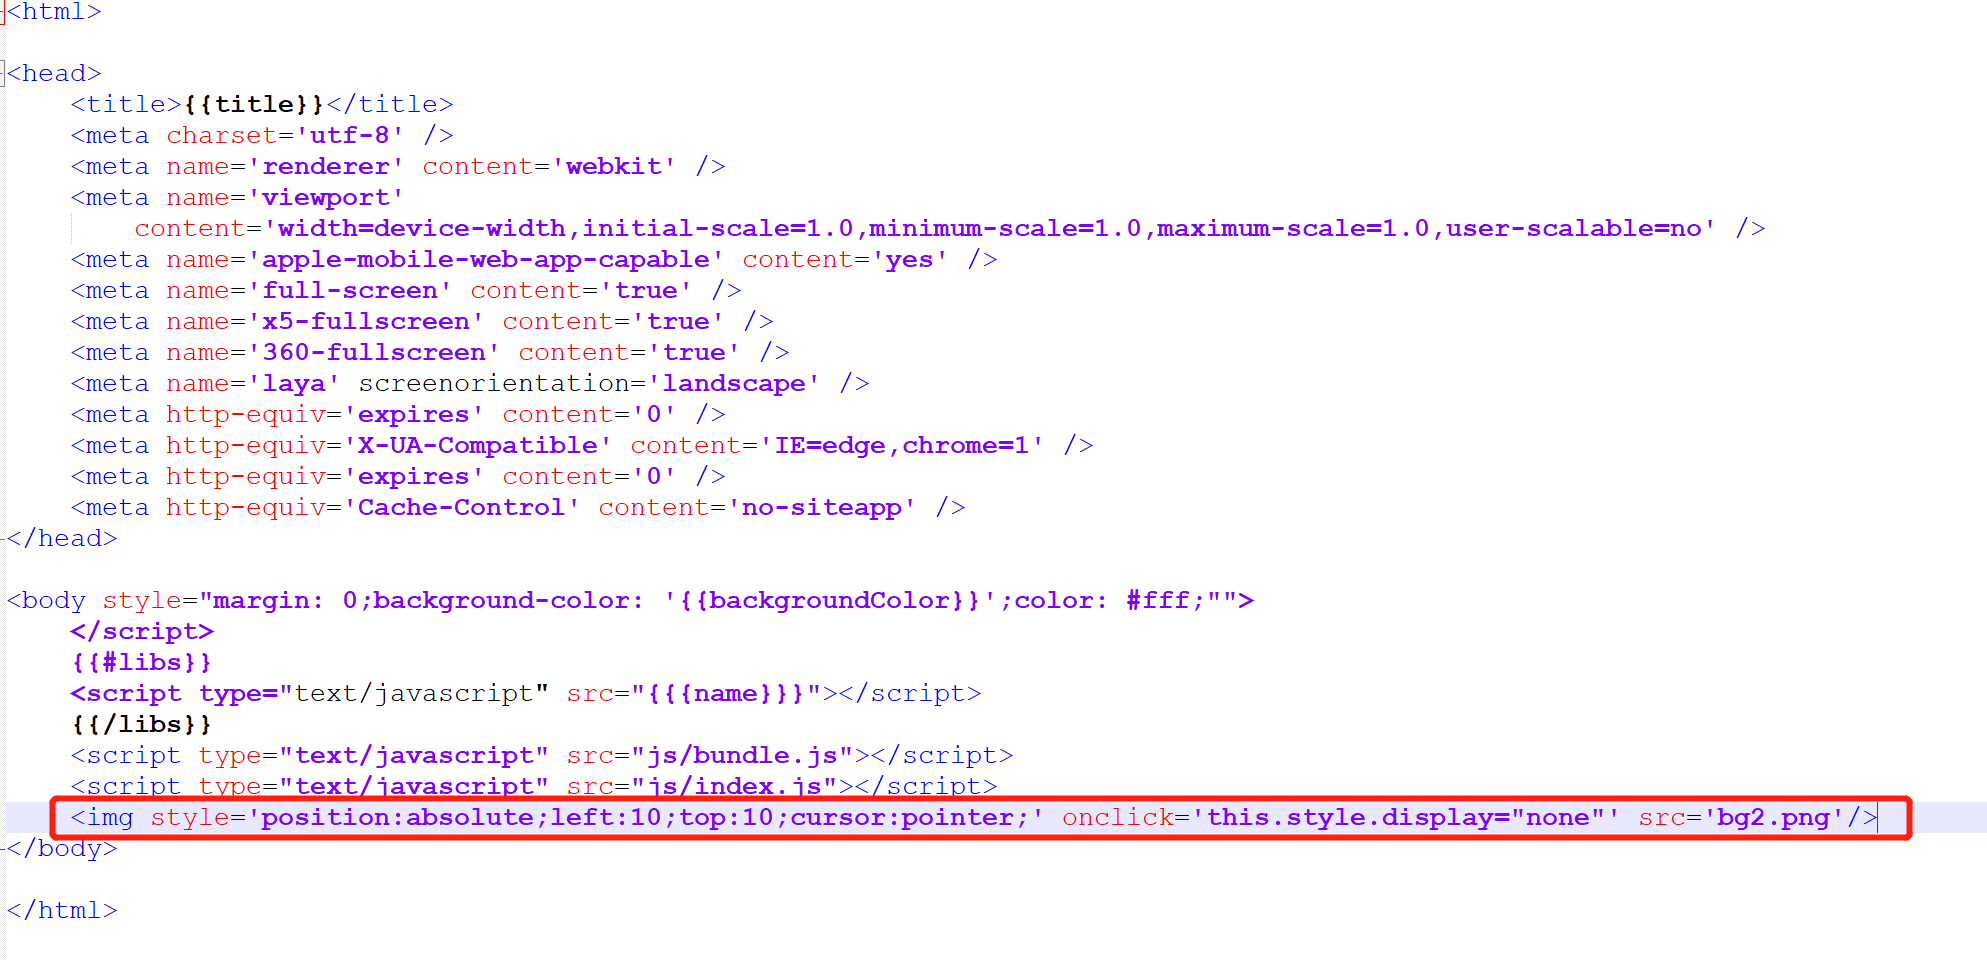 <html>
<head>
<title>{{title}}</title>
<meta charset='utf-8' />
<meta name='renderer' content='webkit' />
<meta name='viewport'
content='width=device-width,initial-scale=1.0,minimum-scale=1.0,maximum-scale=1.0,user-scalable=no' />
<meta name='apple-mobile-web-app-capable' content='yes' />
<meta name='full-screen' content='true' />
<meta name='x5-fullscreen' content='true' />
<meta name='360-fullscreen' content='true' />
<meta name='laya' screenorientation='landscape' />
<meta http-equiv='expires' content='0' />
<meta http-equiv='X-UA-Compatible' content='IE=edge,chrome=1' />
<meta http-equiv='expires' content='0' />
<meta http-equiv='Cache-Control' content='no-siteapp' />
</head>
<body style="margin: 0;background-color: '{{backgroundColor}}';color: #fff;"">
</script>
{{#libs}}
<script type="text/javascript" src="{{{name}}}"></script>
{{/libs}}
<script type="text/javascript" src="js/bundle.js"></script>
<script type="text/javascript" src="js/index.js"></script>
<img style='position:absolute;left:10;top:10;cursor:pointer;' onclick='this.style.display="none"' src='bg2.png'/>
</body>
</html>